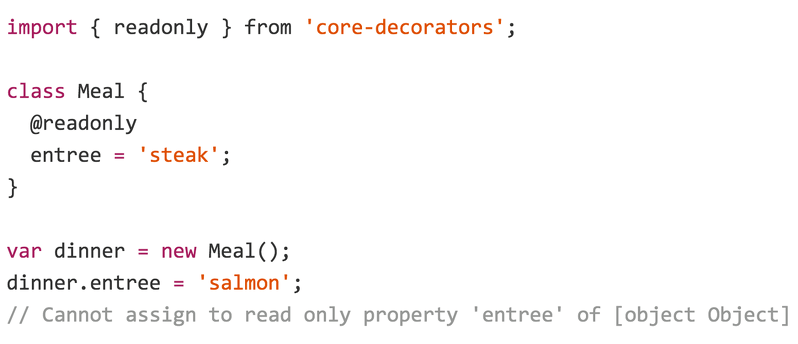 import { readonly } from 'core-decorators';
class Meal {
@readonly
entree = 'steak';
}
var dinner = new Meal();
dinner.entree = 'salmon';
// Cannot assign to read only property 'entree' of [object Object]